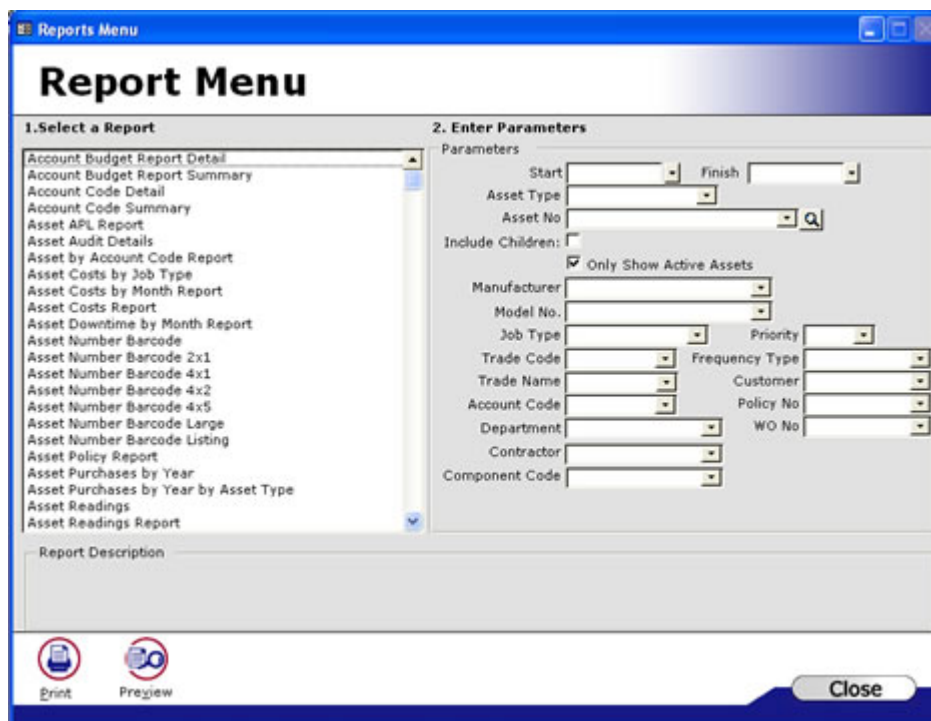 Reports Menu
Report Menu
1.Select a Report
Account Budget Report Detail
Account Budget Report Summary
Account Code Detail
Account Code Summary
Asset APL Report
Asset Audit Details
Asset by Account Code Report
Asset Costs by Job Type
Asset Costs by Month Report
Asset Costs Report
Asset Downtime by Month Report
Asset Number Barcode
Asset Number Barcode 2x1
Asset Number Barcode 4x1
Asset Number Barcode 4x2
Asset Number Barcode 4x5
Asset Number Barcode Large
Asset Number Barcode Listing
Asset Policy Report
Asset Purchases by Year
Asset Purchases by Year by Asset Type
Asset Readings
Asset Readings Report
2. Enter Parameters
Parameters
Start Finish
Asset Type
Asset No
Include Children:
Only Show Active Assets
Manufacturer
Model No.
Job Type Priority
Trade Code Frequency Type
Trade Name Customer
Account Code Policy No
Department WO No
Contractor
Component Code
Report Description
Print Preview
Close